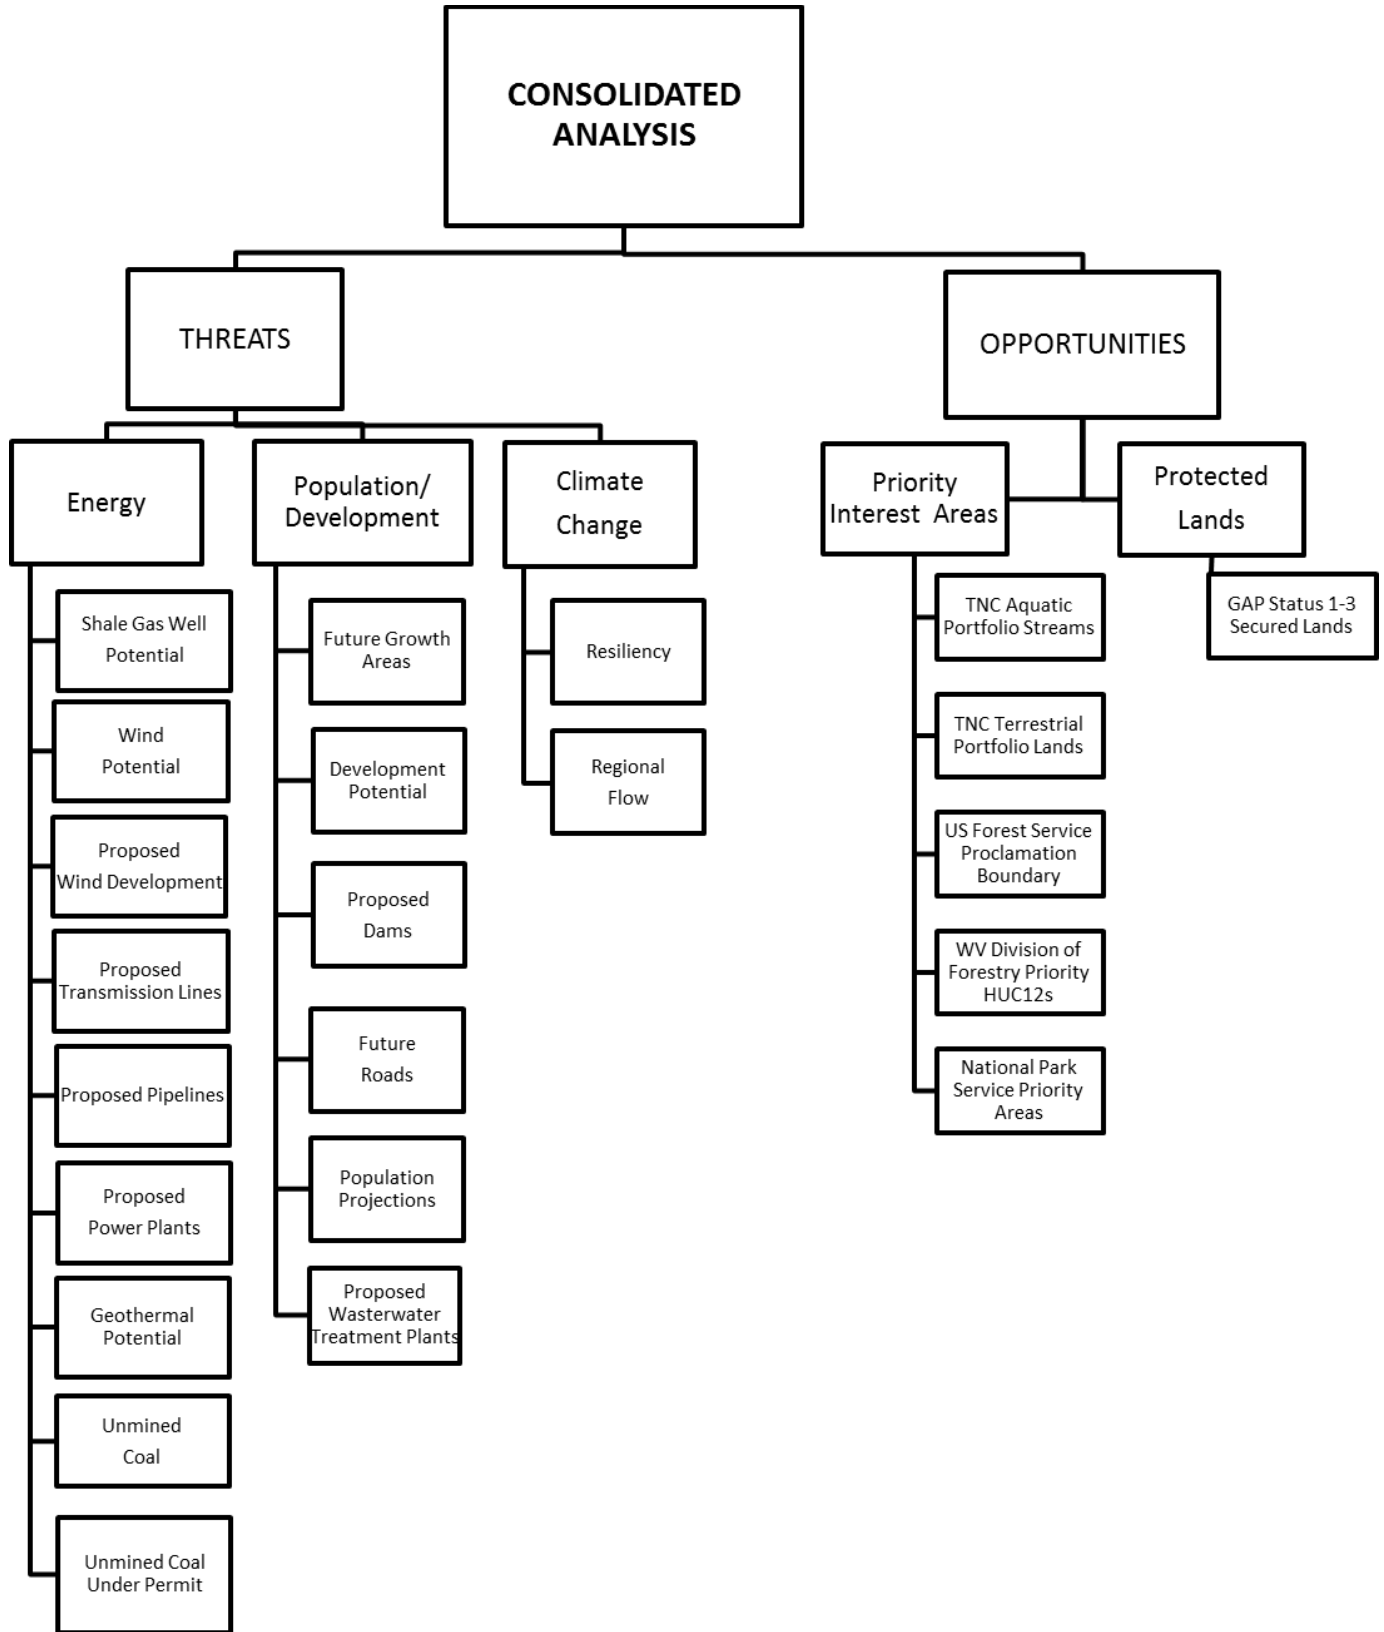 CONSOLIDATED
ANALYSIS
THREATS
OPPORTUNITIES
Energy
Population/
Development
Climate
Change
Priority
Interest Areas
Protected
Lands
Shale Gas Well
Potential
Wind
Potential
Proposed
Wind Development
Proposed
Transmission Lines
Proposed Pipelines
Proposed
Power Plants
Geothermal
Potential
Unmined
Coal
Unmined Coal
Under Permit
Future Growth
Areas
Development
Potential
Proposed
Dams
Future
Roads
Population
Projections
Proposed
Wasterwater
Treatment Plants
Resiliency
Regional
Flow
TNC Aquatic
Portfolio Streams
TNC Terrestrial
Portfolio Lands
US Forest Service
Proclamation
Boundary
WV Division of
Forestry Priority
HUC12s
National Park
Service Priority
Areas
GAP Status 1-3
Secured Lands